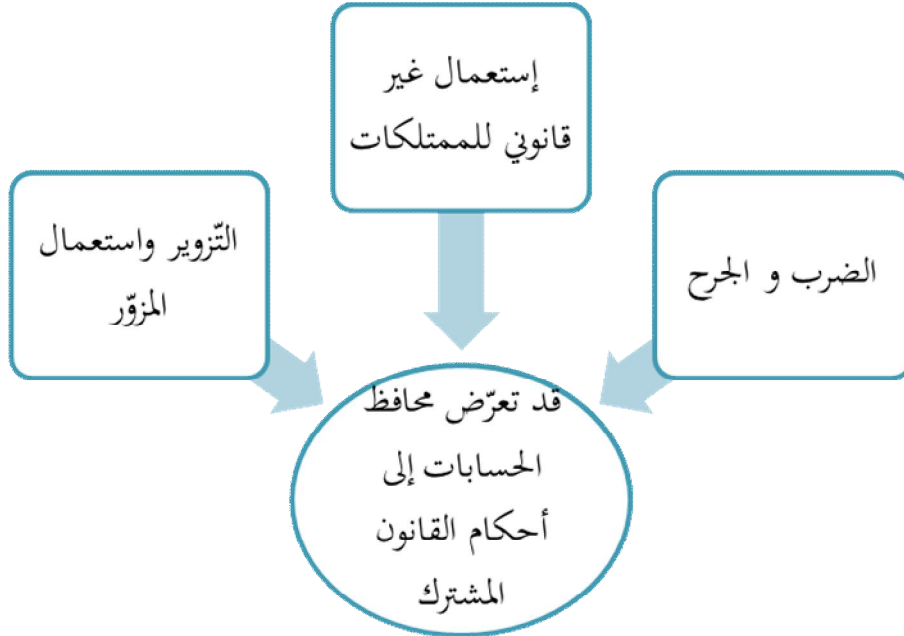 إستعمال غير
قانوني للممتلكات
الضرب و الجرح
التّزوير واستعمال
المزوّر
قد تعرّض محافظ
الحسابات إلى
أحكام القانون
المشترك